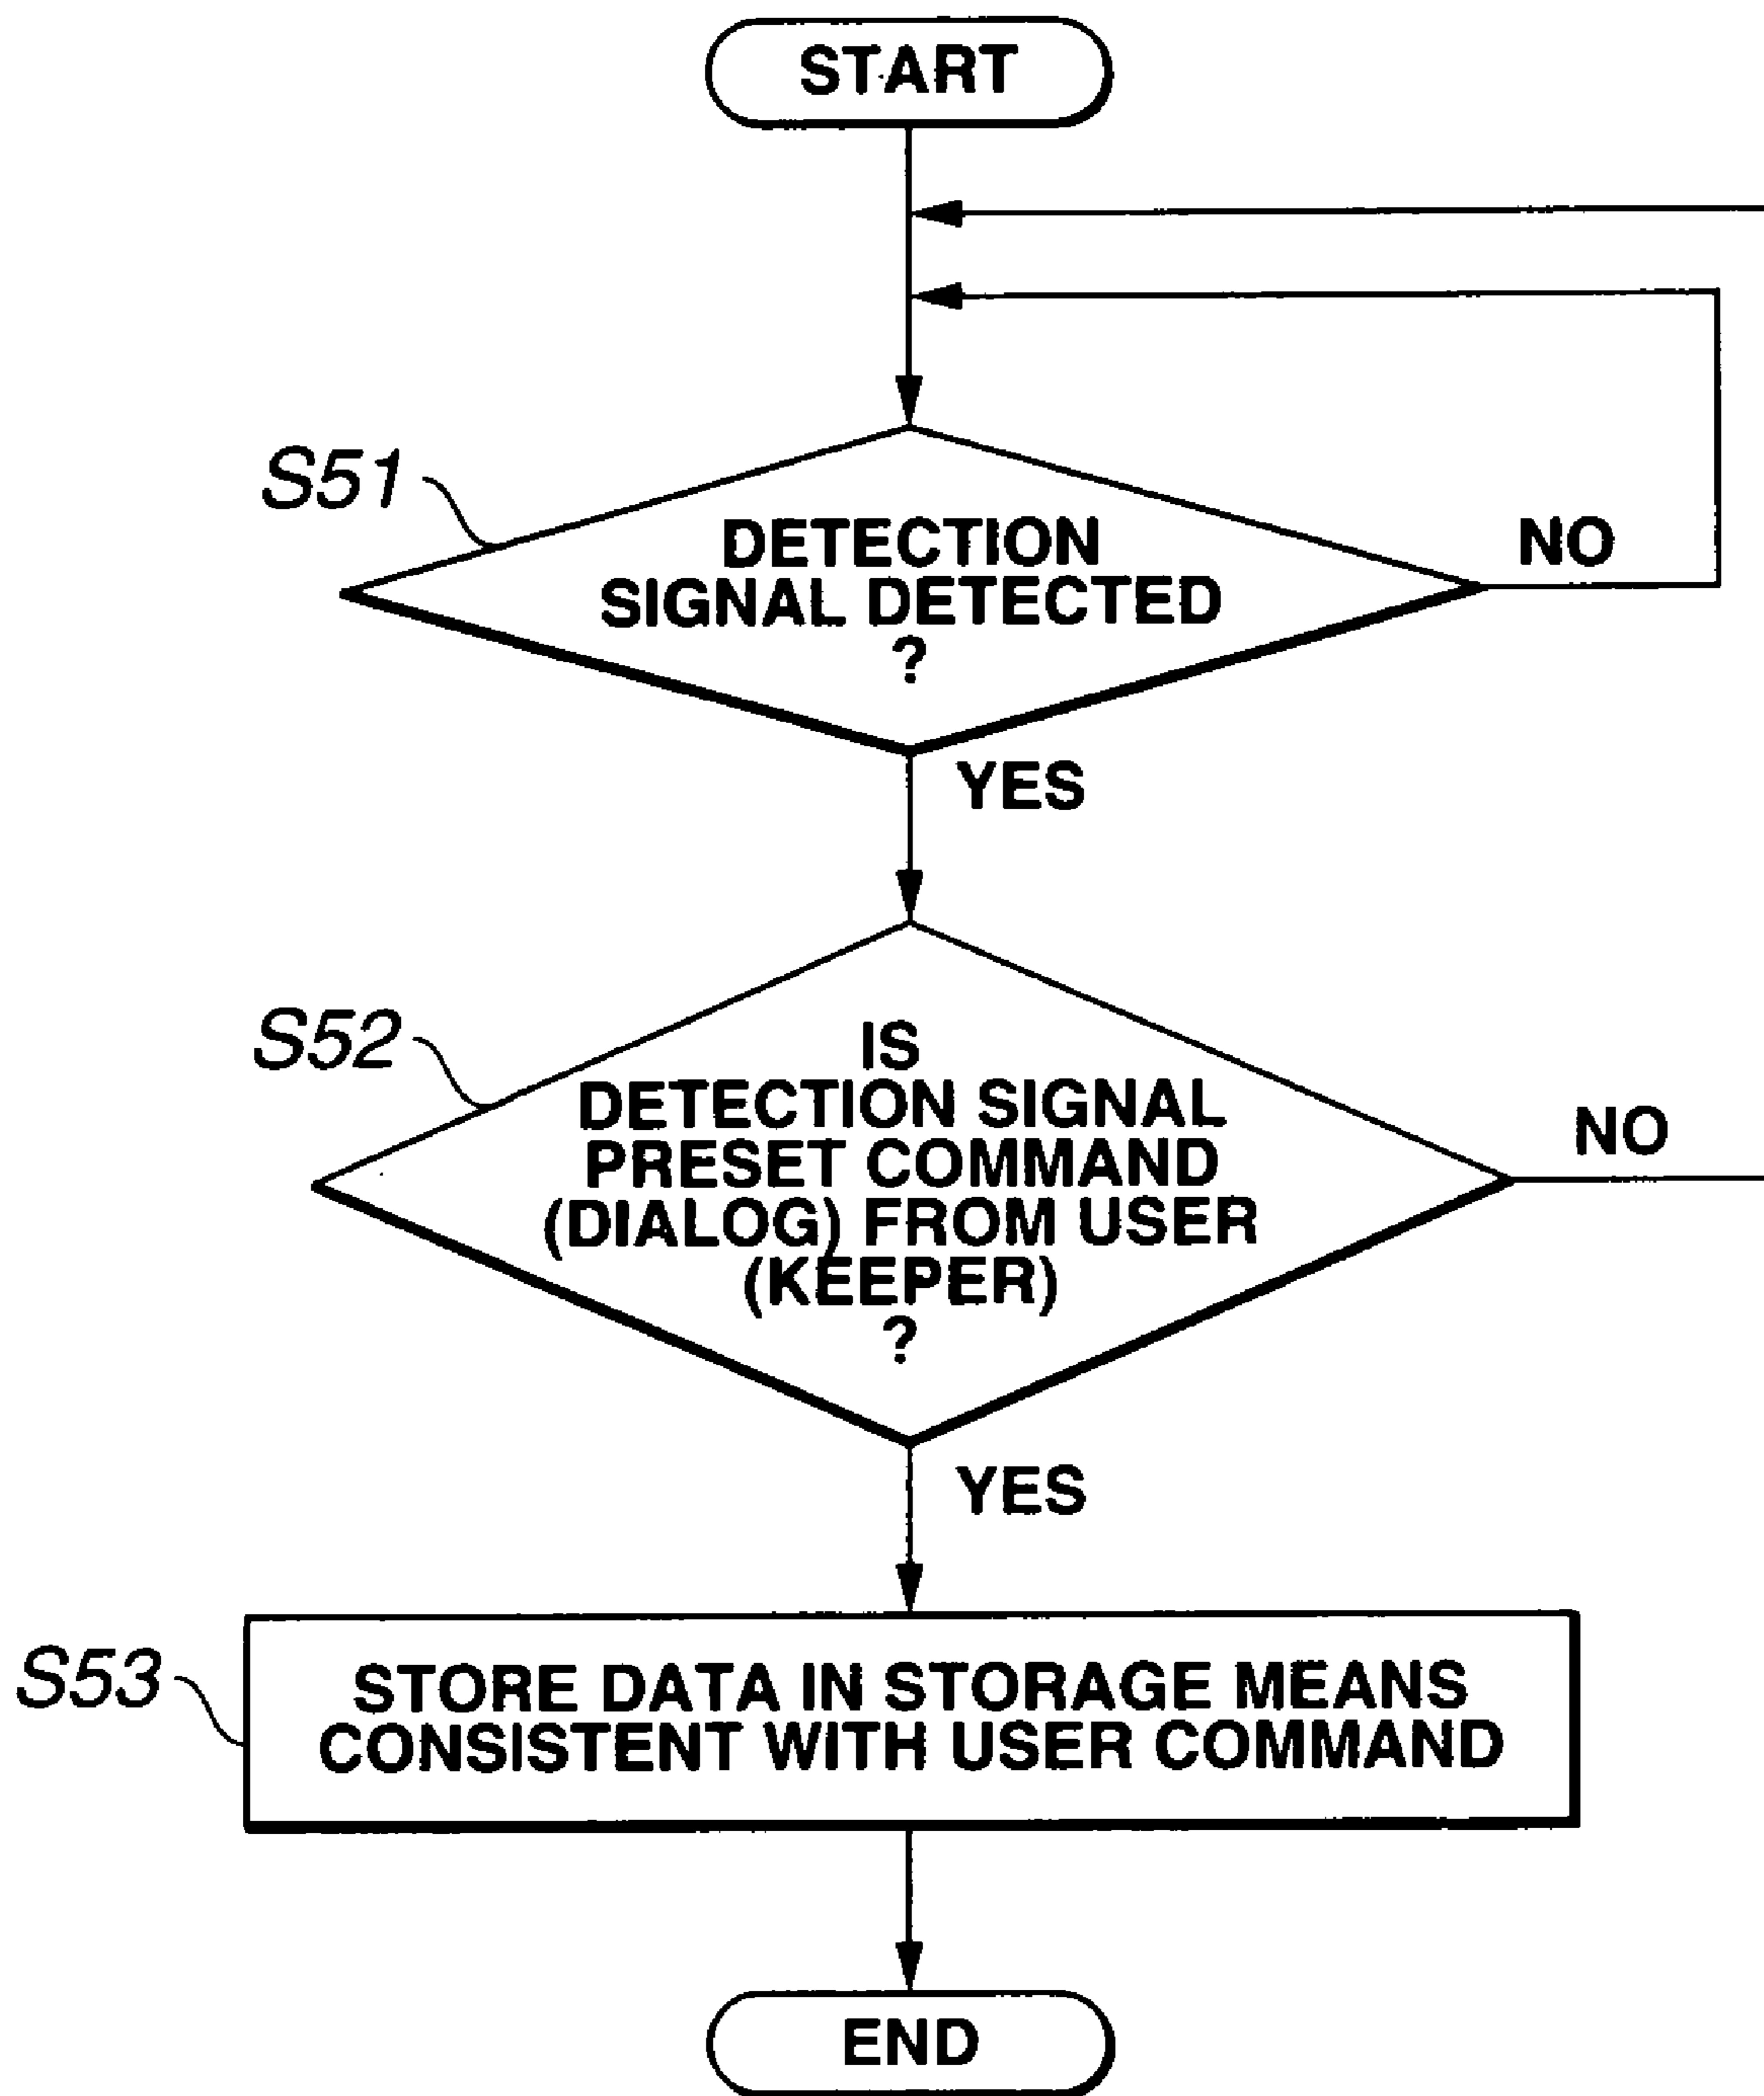 START
S51
DETECTION
SIGNAL DETECTED
?
NO
YES
S52
IS
DETECTION SIGNAL
PRESET COMMAND
(DIALOG) FROM USER
(KEEPER)
?
NO
YES
S53
STORE DATA IN STORAGE MEANS
CONSISTENT WITH USER COMMAND
END